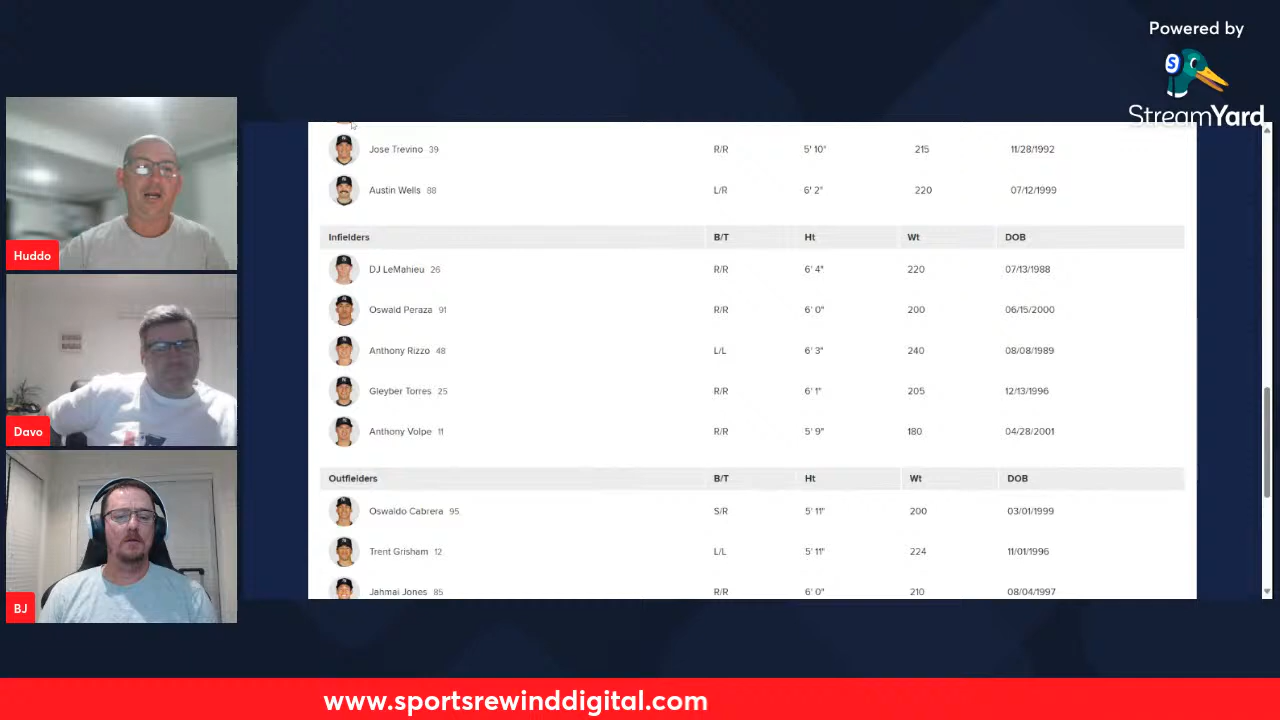 Powered by
S
StreamYard
Jose Trevino 39 R/R 5' 10" 215 11/28/1992
Austin Wells 88 L/R 6' 2" 220 07/12/1999
Infielders B/T Ht Wt DOB
DJ LeMahieu 26 R/R 6' 4" 220 07/13/1988
Oswald Peraza 91 R/R 6' 0" 200 06/15/2000
Anthony Rizzo 48 L/L 6' 3" 240 08/08/1989
Gleyber Torres 25 R/R 6' 1" 205 12/13/1996
Anthony Volpe 11 R/R 5' 9" 180 04/28/2001
Outfielders B/T Ht Wt DOB
Oswaldo Cabrera 95 S/R 5' 11" 200 03/01/1999
Trent Grisham 12 L/L 5' 11" 224 11/01/1996
Jahmai Jones 85 R/R 6' 0" 210 08/04/1997
Huddo
Davo
BJ
www.sportsrewinddigital.com